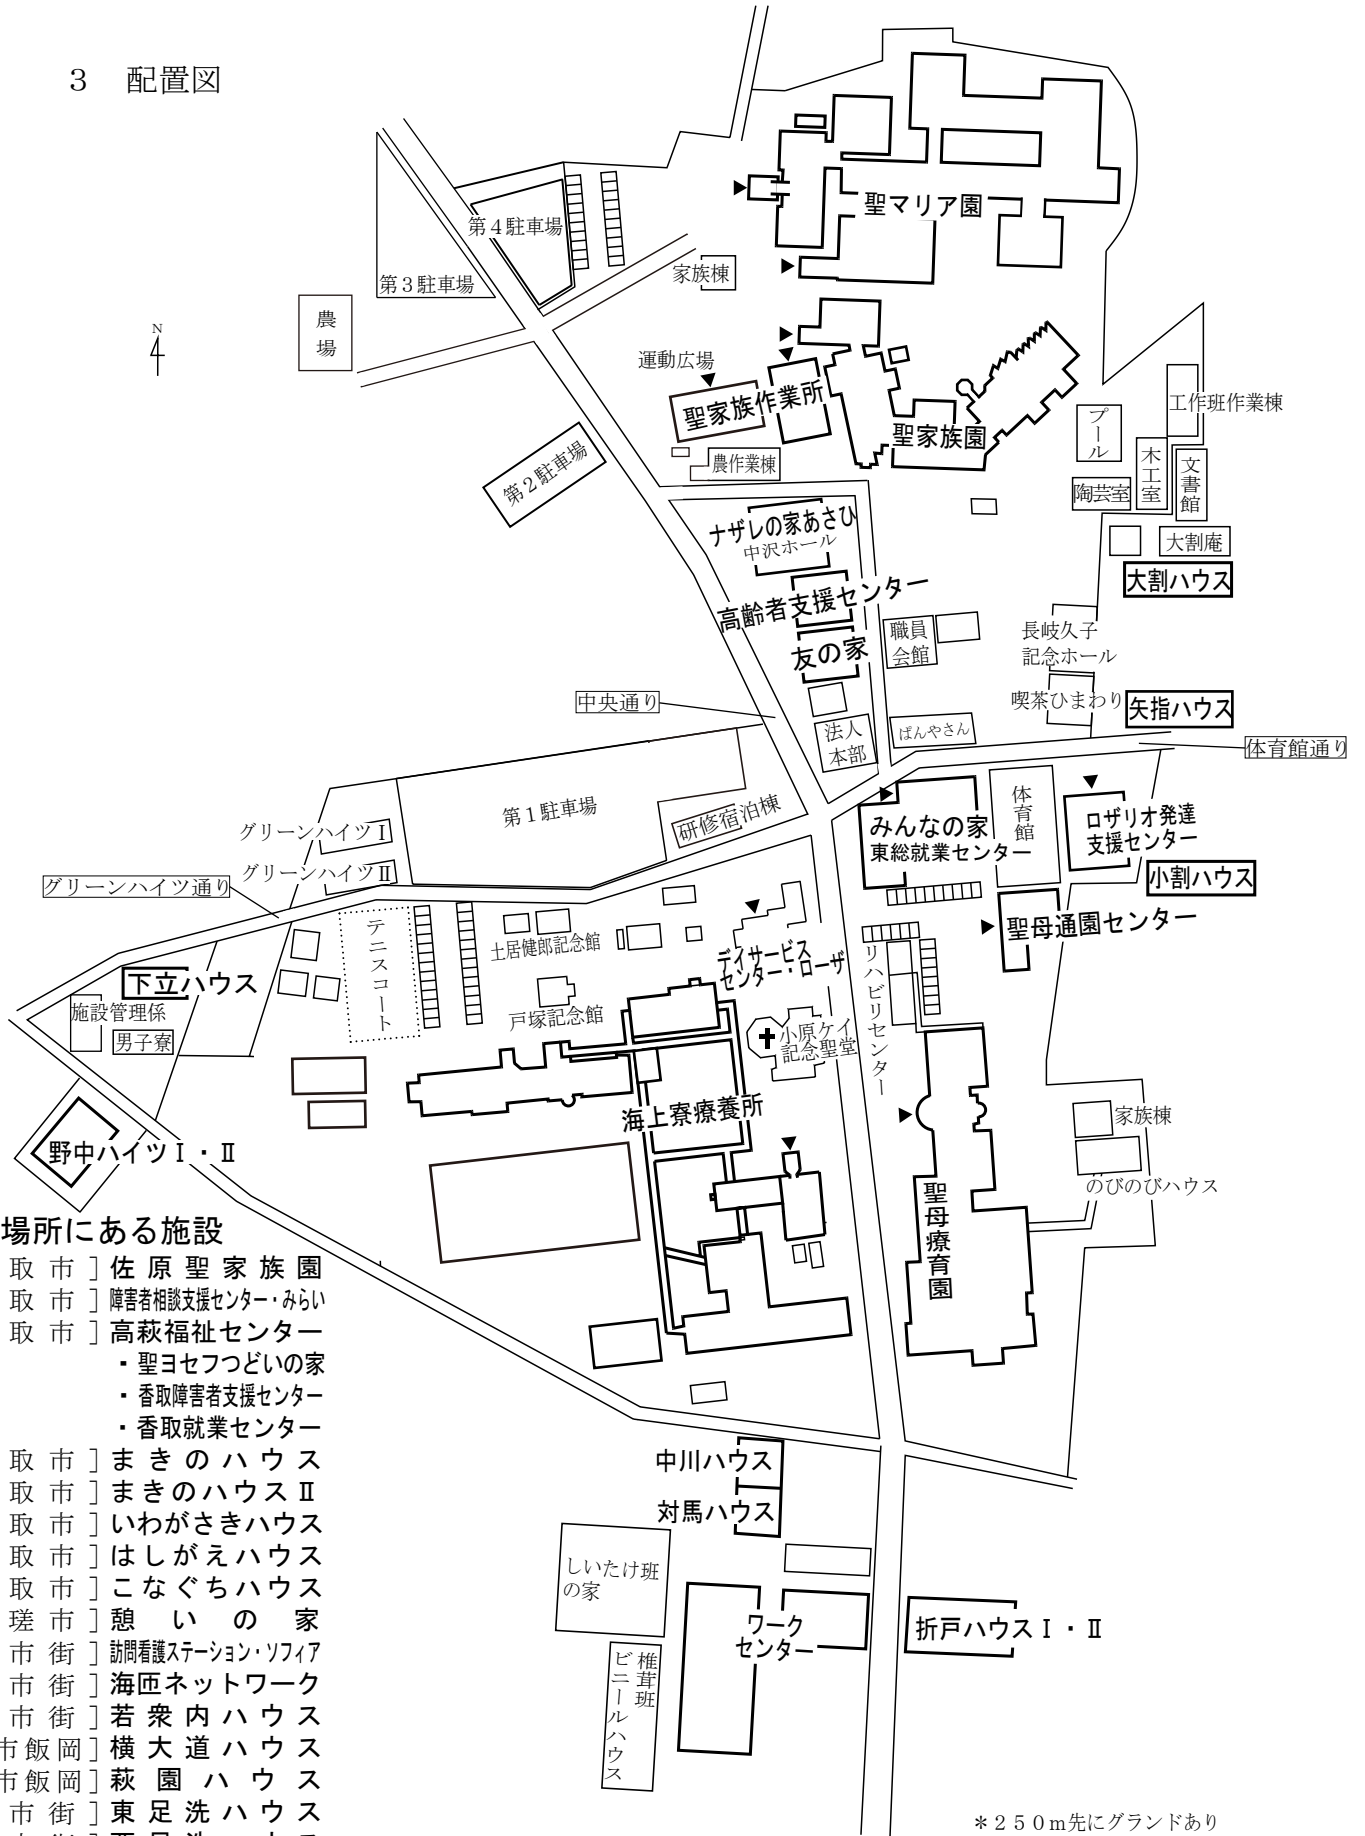 3 配置図
第4駐車場
第3駐車場
農場
N
聖マリア園
家族棟
運動広場
聖家族作業所
聖家族園
農作業棟
第2駐車場
プール
工作班作業棟
木工室
陶芸室
文書館
大割庵
大割ハウス
ナザレの家あさひ
中沢ホール
高齢者支援センター
友の家
職員
会館
長岐久子
記念ホール
喫茶ひまわり
矢指ハウス
中央通り
法人
本部
ぱんやさん
体育館通り
第1駐車場
研修宿泊棟
グリーンハイツⅠ
グリーンハイツⅡ
グリーンハイツ通り
みんなの家
東総就業センター
体育館
ロザリオ発達
支援センター
小割ハウス
聖母通園センター
テニスコート
土居健郎記念館
戸塚記念館
デイサービス
センター・ローザ
リハビリセンター
小原ケイ
記念聖堂
下立ハウス
施設管理係
男子寮
海上寮療養所
野中ハイツⅠ・Ⅱ
家族棟
のびのびハウス
聖母療育園
場所にある施設
取市］佐原聖家族園
取市］障害者相談支援センター・みらい
取市］高萩福祉センター
・聖ヨセフつどいの家
・香取障害者支援センター
・香取就業センター
取市］まきのハウス
取市］まきのハウスⅡ
取市］いわがさきハウス
取市］はしがえハウス
取市］こなぐちハウス
瑳市］憩いの家
市街］訪問看護ステーション・ソフィア
市街］海匝ネットワーク
市街］若衆内ハウス
市飯岡］横大道ハウス
市飯岡］萩園ハウス
市街］東足洗ハウス
中川ハウス
対馬ハウス
しいたけ班
の家
椎茸班
ビニールハウス
ワーク
センター
折戸ハウスⅠ・Ⅱ
＊250m先にグランドあり